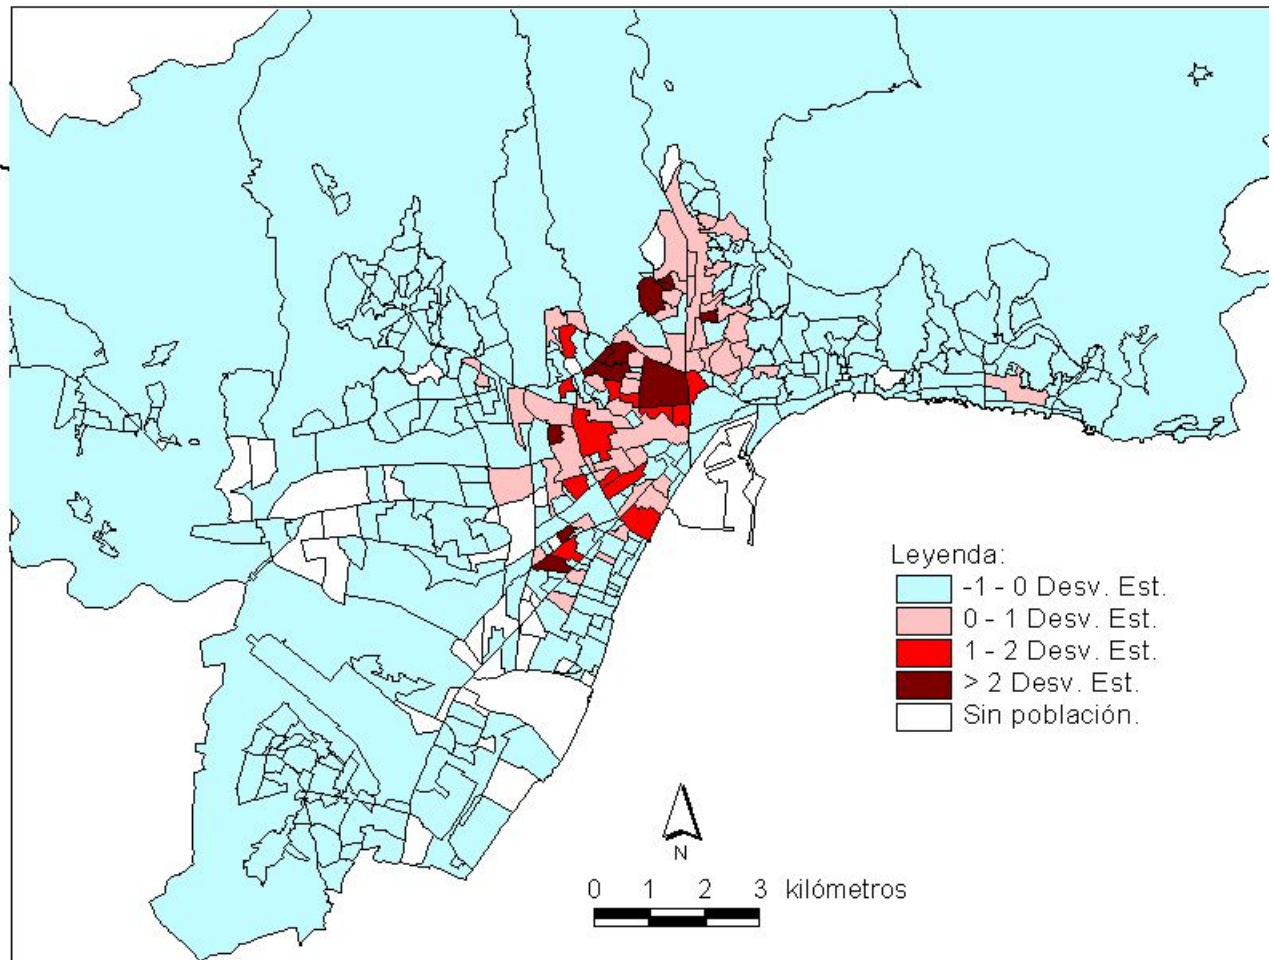 Leyenda:
-1 - 0 Desv. Est.
0 - 1 Desv. Est.
1 - 2 Desv. Est.
> 2 Desv. Est.
Sin población.
N
0 1 2 3 kilómetros